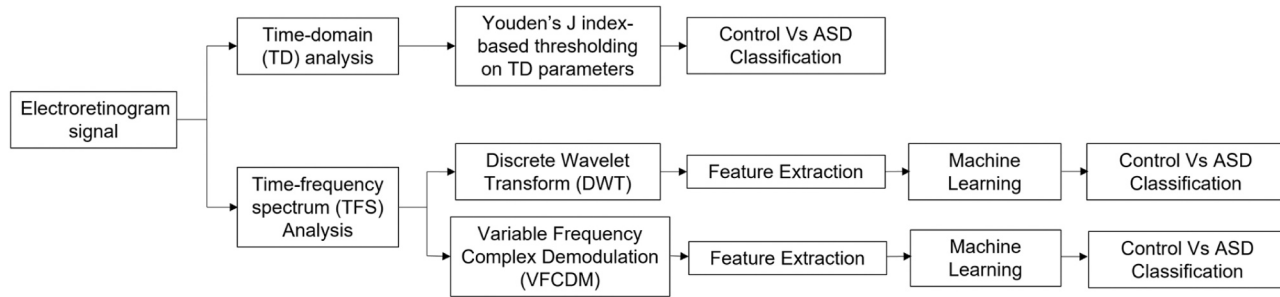 Electroretinogram
signal
Time-domain
(TD) analysis
Youden's J index-
based thresholding
on TD parameters
Control Vs ASD
Classification
Time-frequency
spectrum (TFS)
Analysis
Discrete Wavelet
Transform (DWT)
Feature Extraction
Machine
Learning
Control Vs ASD
Classification
Variable Frequency
Complex Demodulation
(VFCDM)
Feature Extraction
Machine
Learning
Control Vs ASD
Classification